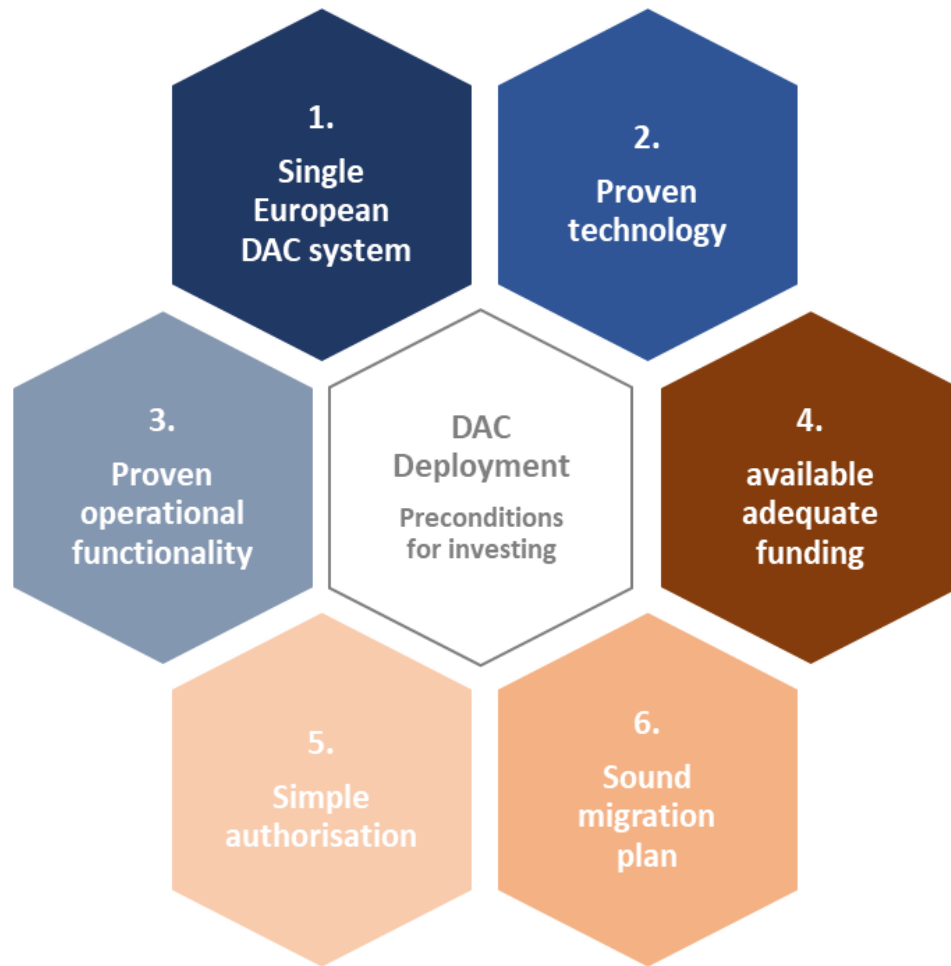 1.
Single
European
DAC system
2.
Proven
technology
3.
Proven
operational
functionality
DAC
Deployment
Preconditions
for investing
4.
available
adequate
funding
5.
Simple
authorisation
6.
Sound
migration
plan